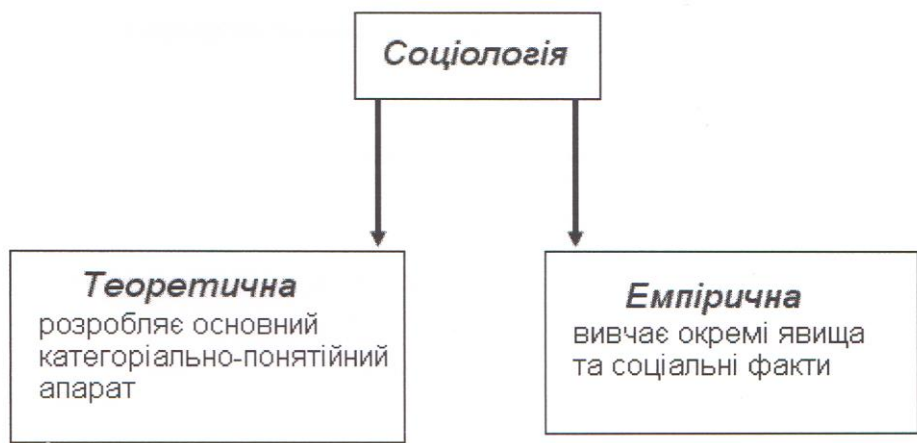 Соціологія
Теоретична
розробляє основний
категоріально-понятійний
апарат
Емпірична
вивчає окремі явища
та соціальні факти